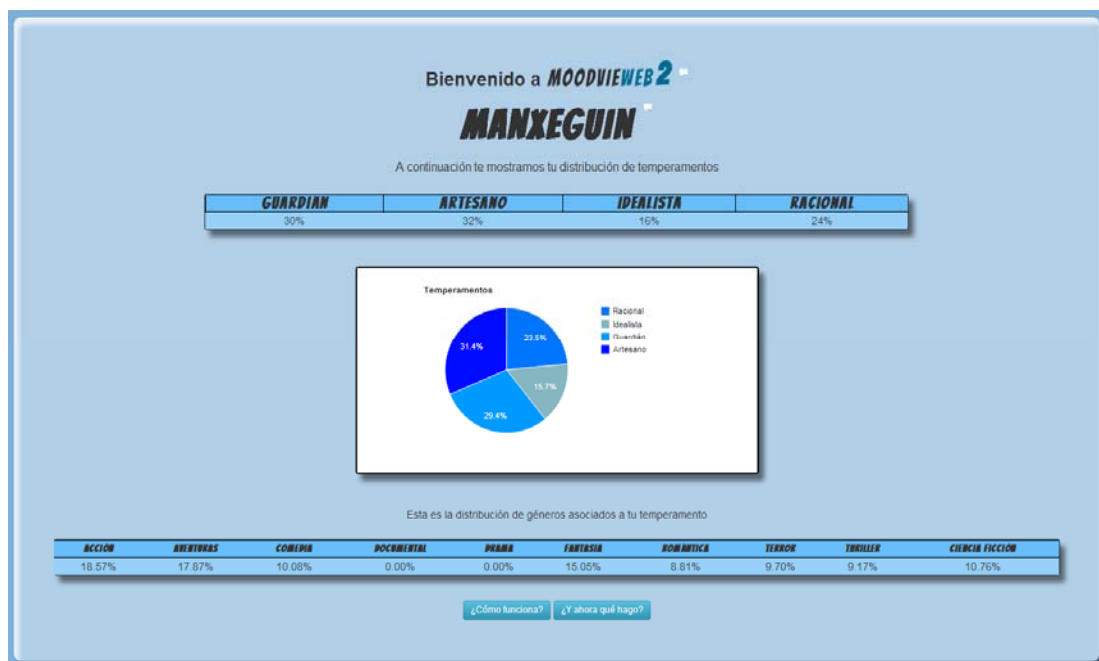 Bienvenido a MOODVIEWEB2
MANXEGUIN
A continuación te mostramos tu distribución de temperamentos
GUARDIAN ARTESANO IDEALISTA RACIONAL
30% 32% 16% 24%
Temperamentos
Racional
Idealista
Guardián
Artesano
31.4% 23.5%
15.7%
29.4%
Esta es la distribución de géneros asociados a tu temperamento
ACCIÓN AVENTURAS COMEDIA DOCUMENTAL DRAMA FANTASIA ROMANTICA TERROR THRILLER CIENCIA FICCIÓN
18.57% 17.87% 10.08% 0.00% 0.00% 15.05% 8.81% 9.70% 9.17% 10.76%
¿Cómo funciona? ¿Y ahora qué hago?